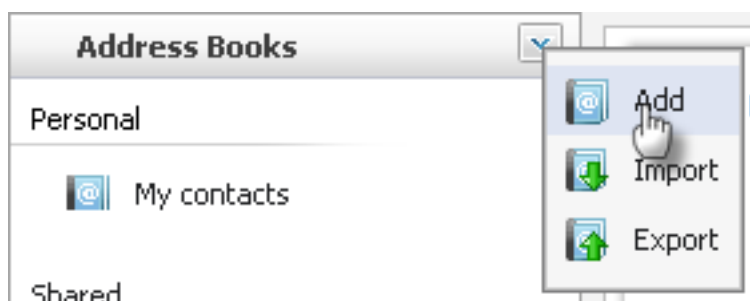 Address Books
Personal
My contacts
Shared
Add
Import
Export